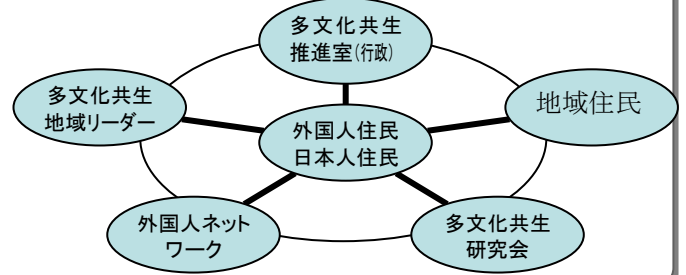 多文化共生
推進室(行政)
多文化共生
地域リーダー
地域住民
外国人住民
日本人住民
外国人ネット
ワーク
多文化共生
研究会